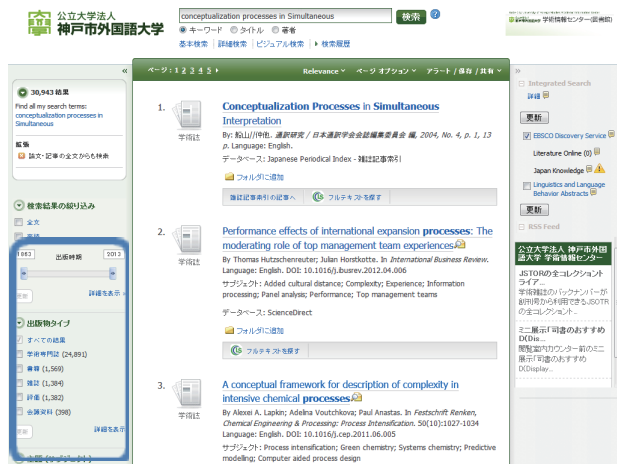 公立大学法人
神戸市外国語大学
conceptualization processes in Simultaneous
検索
キーワード タイトル 著者
基本検索 詳細検索 ビジュアル検索 検索履歴
学術情報センター(図書館)
«
30,943 結果
Find all my search terms:
conceptualization processes in
Simultaneous
拡張
論文・記事の全文からも検索
検索結果の絞り込み
全文
1863 出版時期 2013
更新 詳細を表示
出版物タイプ
すべての結果
学術専門誌 (24,891)
書籍 (1,569)
雑誌 (1,384)
評価 (1,382)
会議資料 (398)
更新 詳細を表示
ページ: 1 2 3 4 5
Relevance ページ オプション アラート / 保存 / 共有
1.
学術誌
Conceptualization Processes in Simultaneous
Interpretation
By: 船山//仲他. 通訳研究 / 日本通訳学会会誌編集委員会 編, 2004, No. 4, p. 1, 13
p. Language: English.
データベース: Japanese Periodical Index - 雑誌記事索引
フォルダに追加
雑誌記事索引の記事へ フルテキストを探す
2.
学術誌
Performance effects of international expansion processes: The
moderating role of top management team experiences
By Thomas Hutzschenreuter; Julian Horstkotte. In International Business Review.
Language: English. DOI: 10.1016/j.ibusrev.2012.04.006
サブジェクト: Added cultural distance; Complexity; Experience; Information
processing; Panel analysis; Performance; Top management teams
データベース: ScienceDirect
フォルダに追加
フルテキストを探す
3.
学術誌
A conceptual framework for description of complexity in
intensive chemical processes
By Alexei A. Lapkin; Adelina Voutchkova; Paul Anastas. In Festschrift Renken,
Chemical Engineering & Processing: Process Intensification. 50(10):1027-1034
Language: English. DOI: 10.1016/j.cep.2011.06.005
サブジェクト: Process intensification; Green chemistry; Systems chemistry; Predictive
modelling; Computer aided process design
»
Integrated Search
詳細
更新
EBSCO Discovery Service
Literature Online (0)
Japan Knowledge
Linguistics and Language
Behavior Abstracts
更新
RSS Feed
公立大学法人 神戸市外国
語大学 学術情報センター
JSTORの全コレクショント
ライア...
学術雑誌のバックナンバーが
創刊号から利用できるJSOTR
の全コレクション...
ミニ展示「司書のおすすめ
D(Dis...
閲覧室内カウンター前のミニ
展示「司書のおすすめ
D(Display...